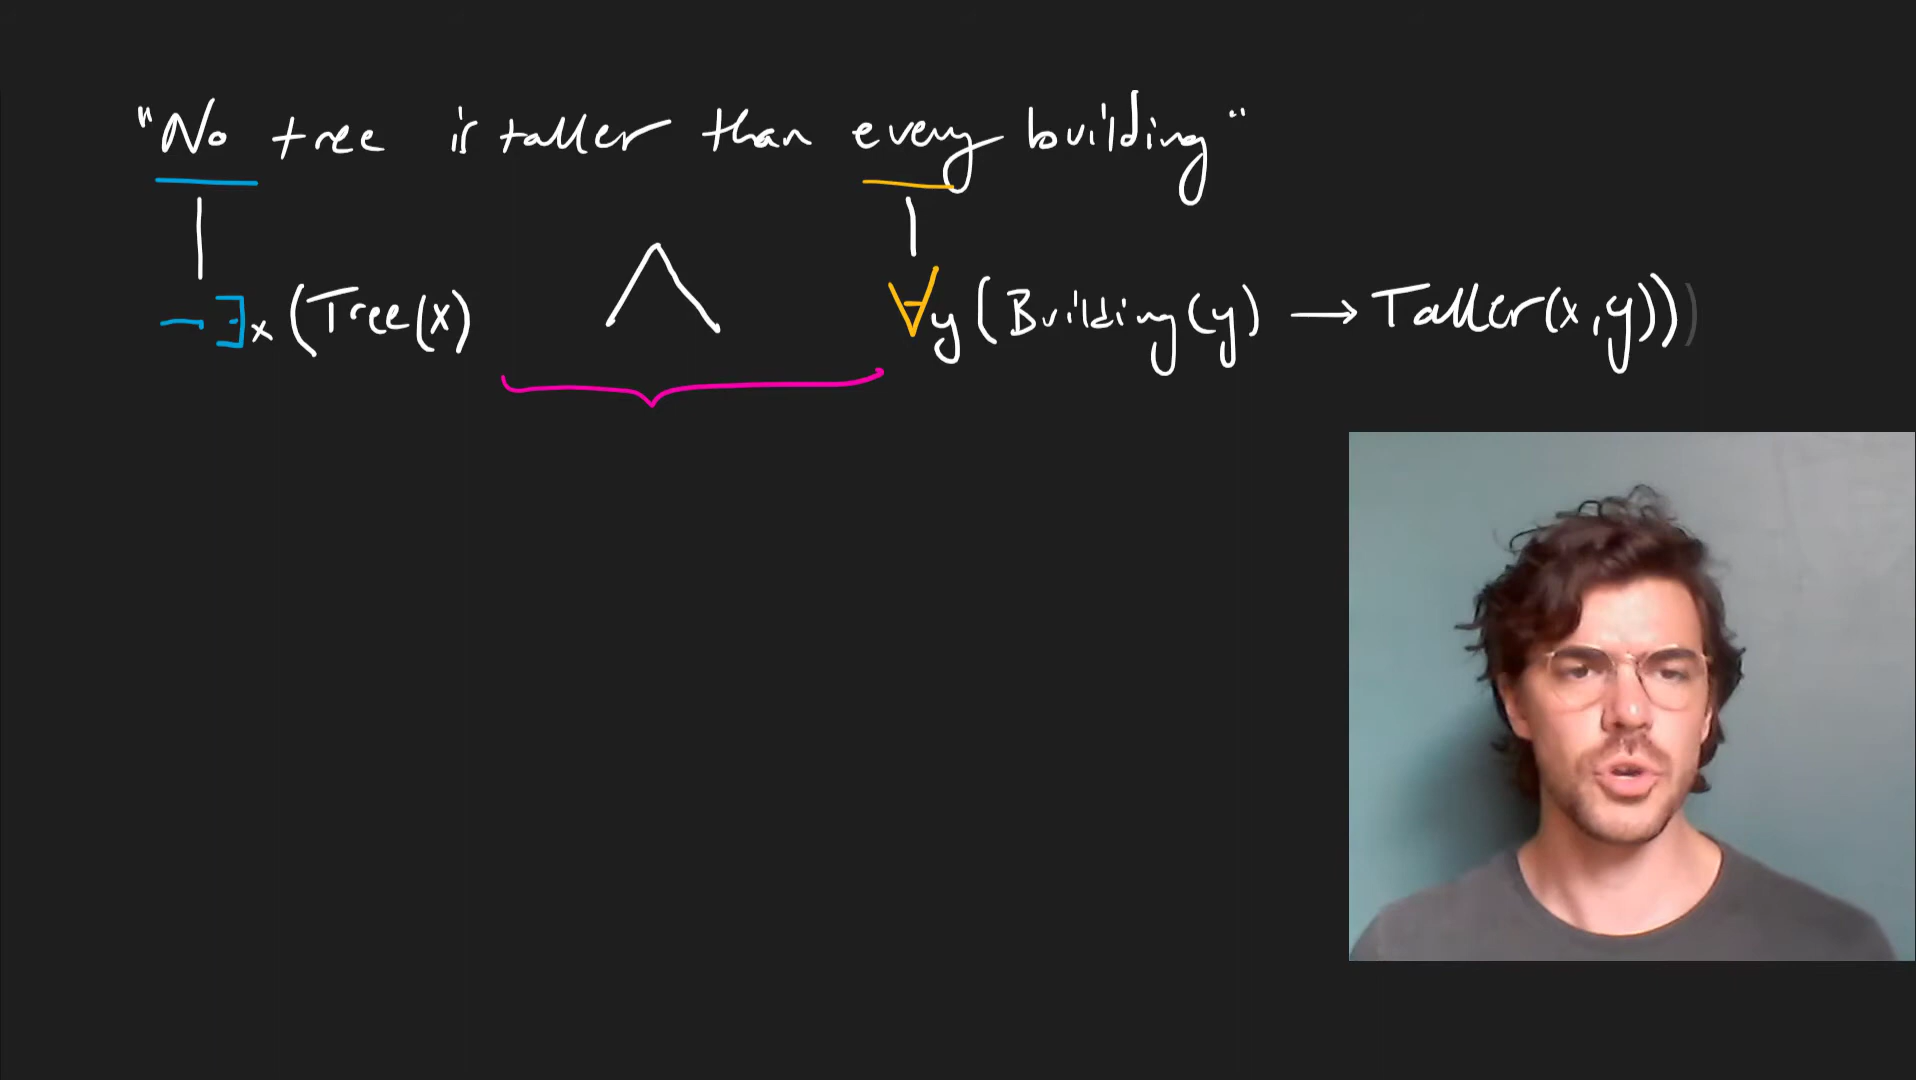 "No tree is taller than every building"
¬∃x(Tree(x) ∧ ∀y(Building(y) → Taller(x,y)))